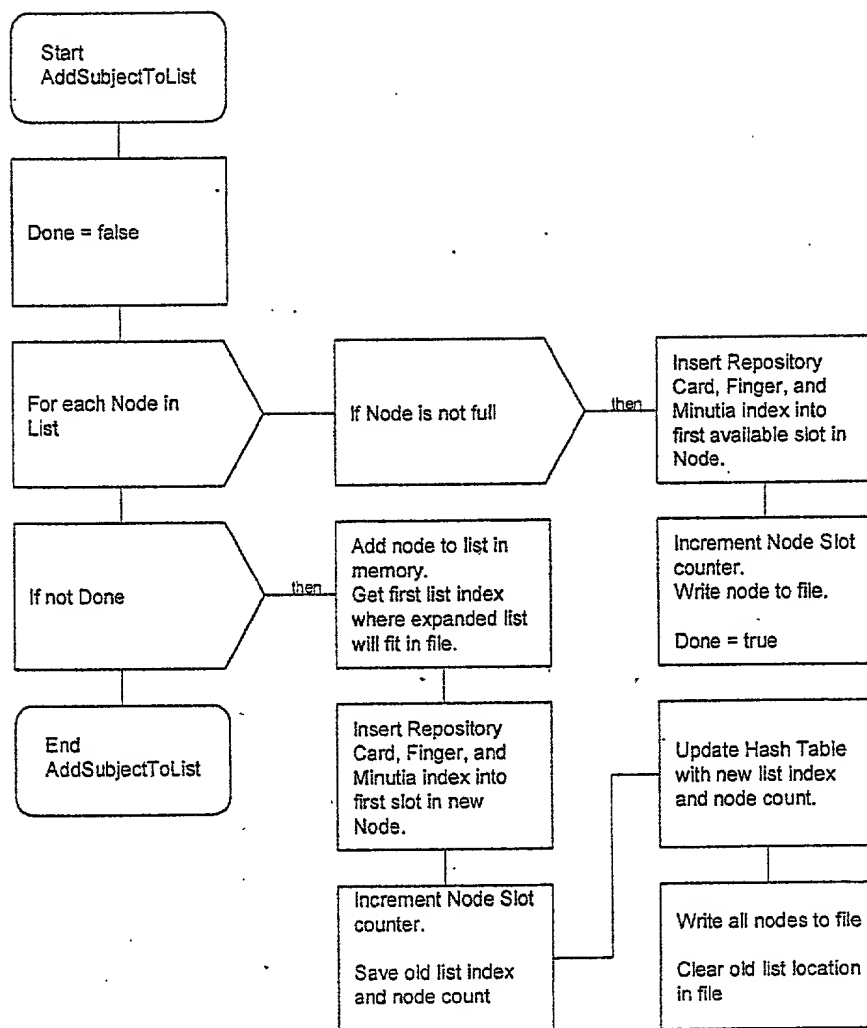 Start
AddSubjectToList
Done = false
For each Node in
List
If Node is not full
then
Insert Repository
Card, Finger, and
Minutia index into
first available slot in
Node.
Increment Node Slot
counter.
Write node to file.
Done = true
If not Done
then
Add node to list in
memory.
Get first list index
where expanded list
will fit in file.
Insert Repository
Card, Finger, and
Minutia index into
first slot in new
Node.
Increment Node Slot
counter.
Save old list index
and node count
Update Hash Table
with new list index
and node count.
Write all nodes to file
Clear old list location
in file
End
AddSubjectToList